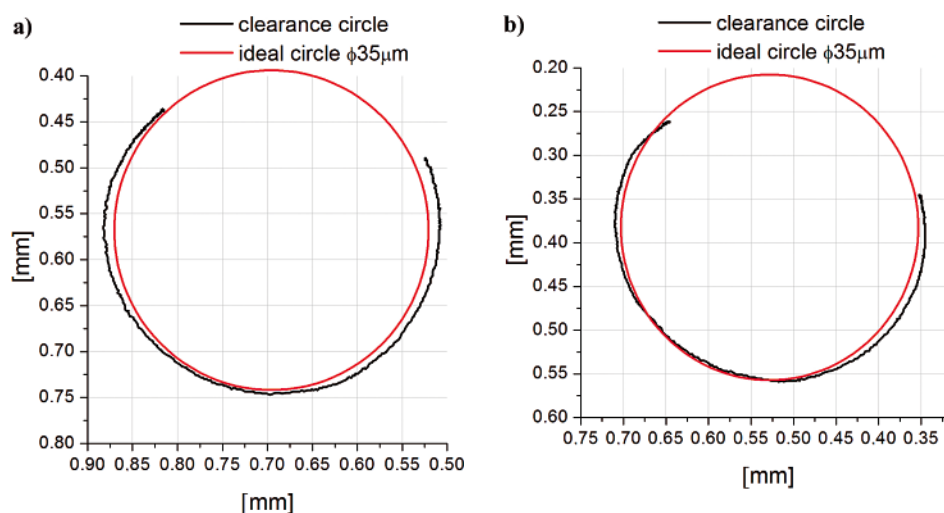 a)
clearance circle
ideal circle ϕ35μm
0.40
0.45
0.50
0.55
0.60
0.65
0.70
0.75
0.80
0.90 0.85 0.80 0.75 0.70 0.65 0.60 0.55 0.50
[mm]
[mm]
b)
clearance circle
ideal circle ϕ35μm
0.20
0.25
0.30
0.35
0.40
0.45
0.50
0.55
0.60
0.75 0.70 0.65 0.60 0.55 0.50 0.45 0.40 0.35
[mm]
[mm]